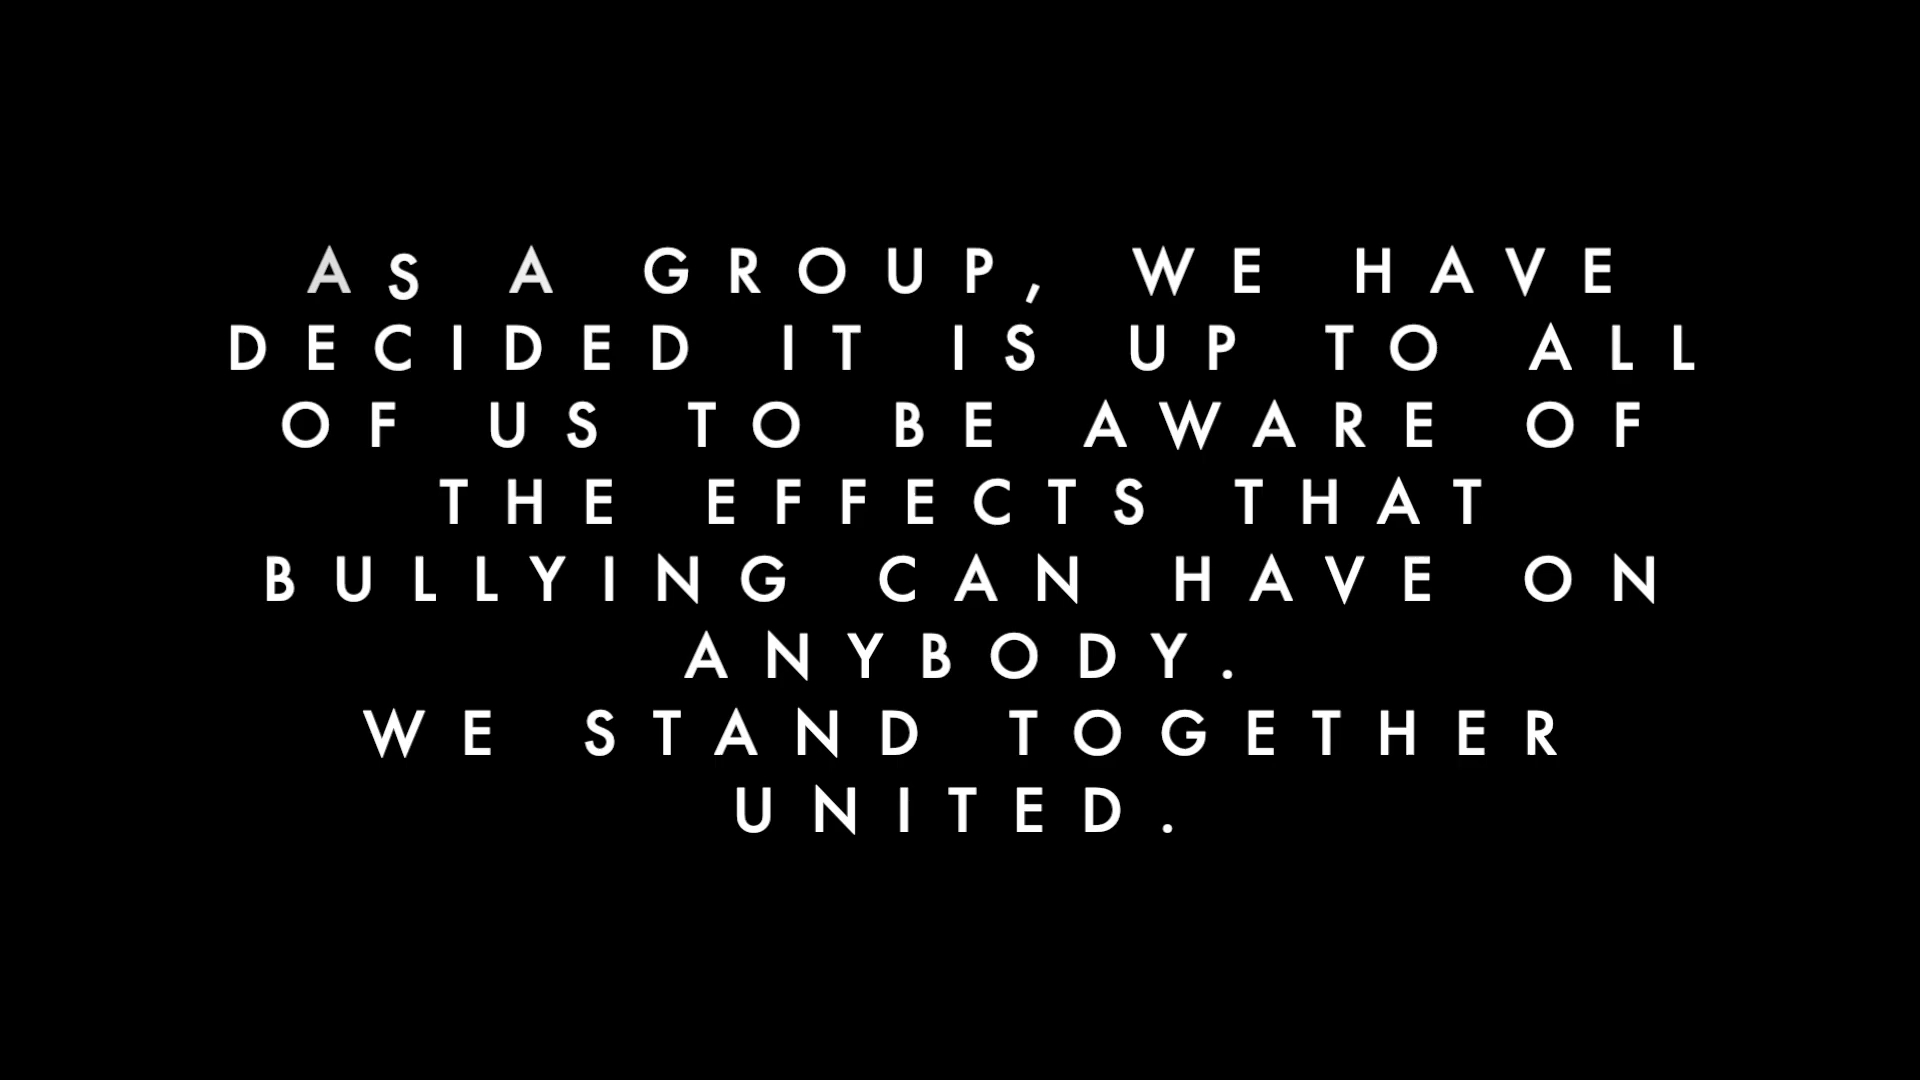 AS A GROUP, WE HAVE
DECIDED IT IS UP TO ALL
OF US TO BE AWARE OF
THE EFFECTS THAT
BULLYING CAN HAVE ON
ANYBODY.
WE STAND TOGETHER
UNITED.